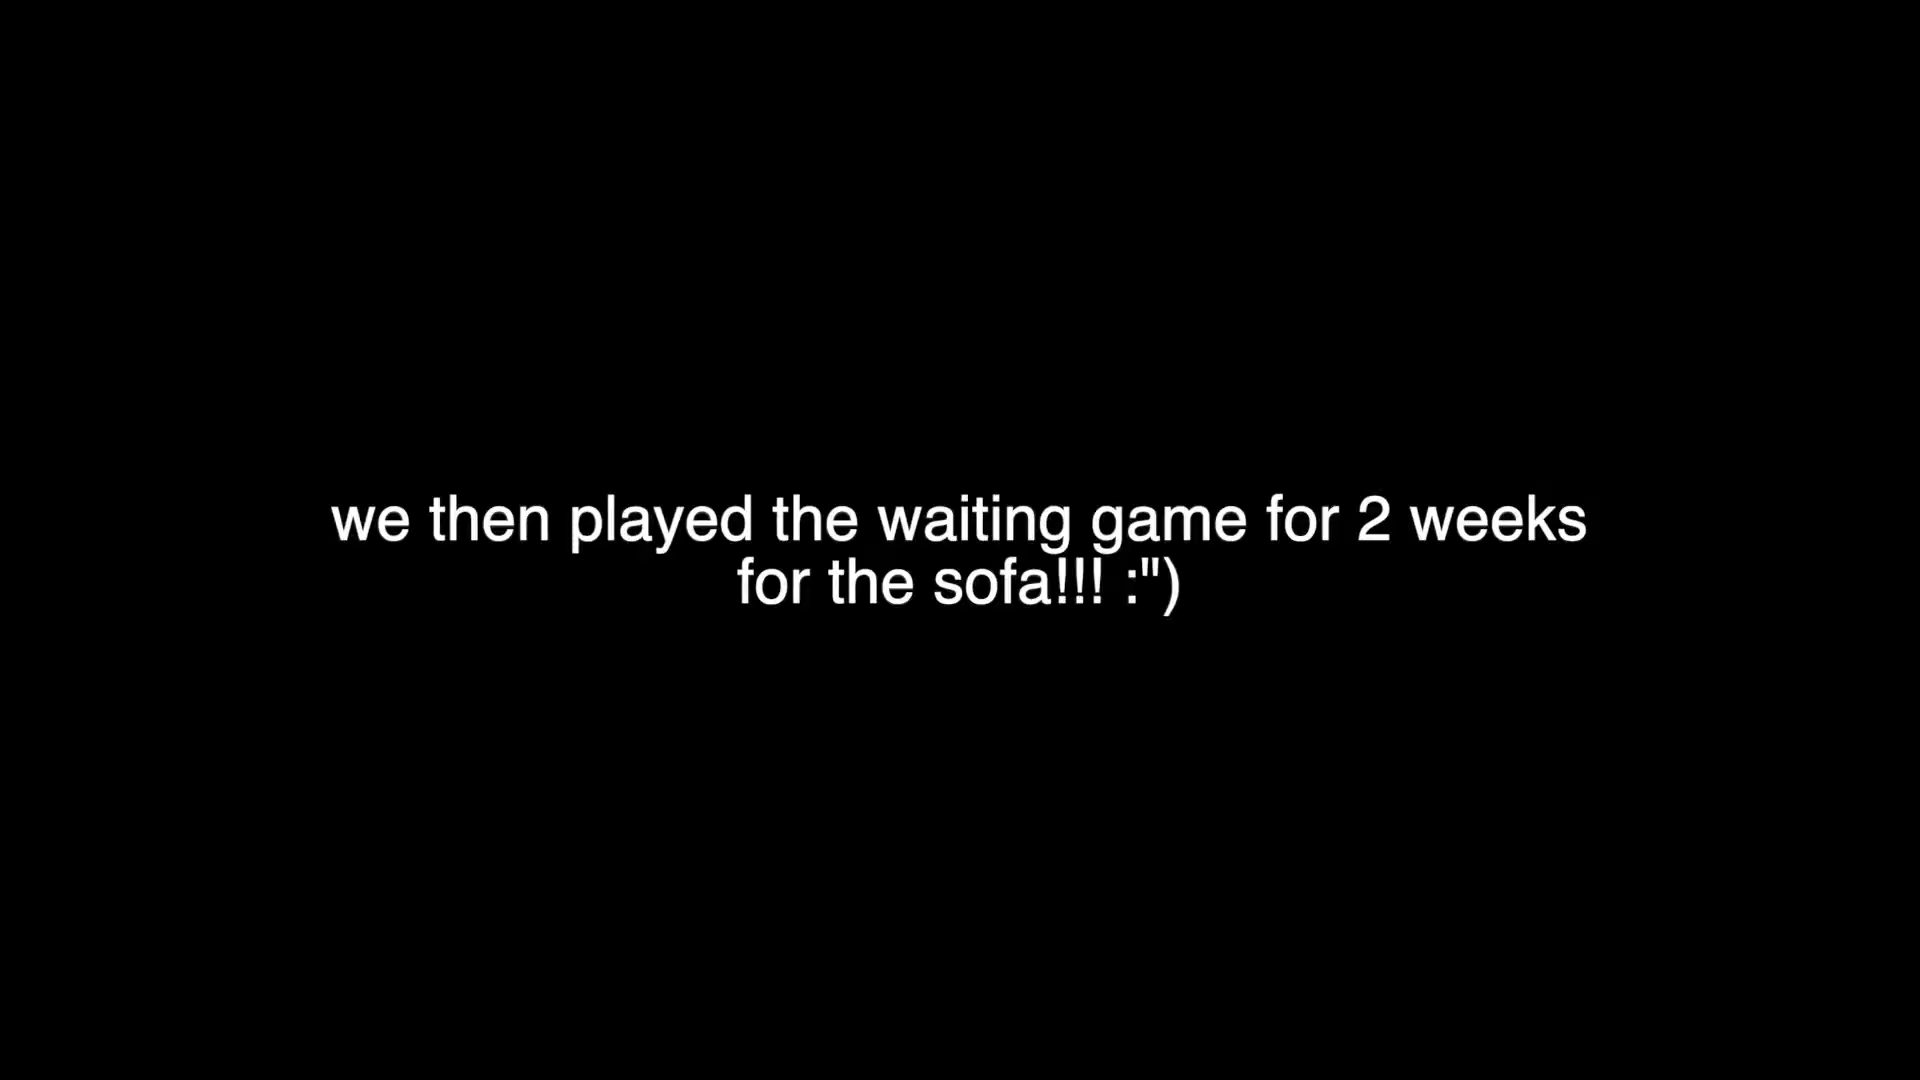 we then played the waiting game for 2 weeks
for the sofa!!! :")